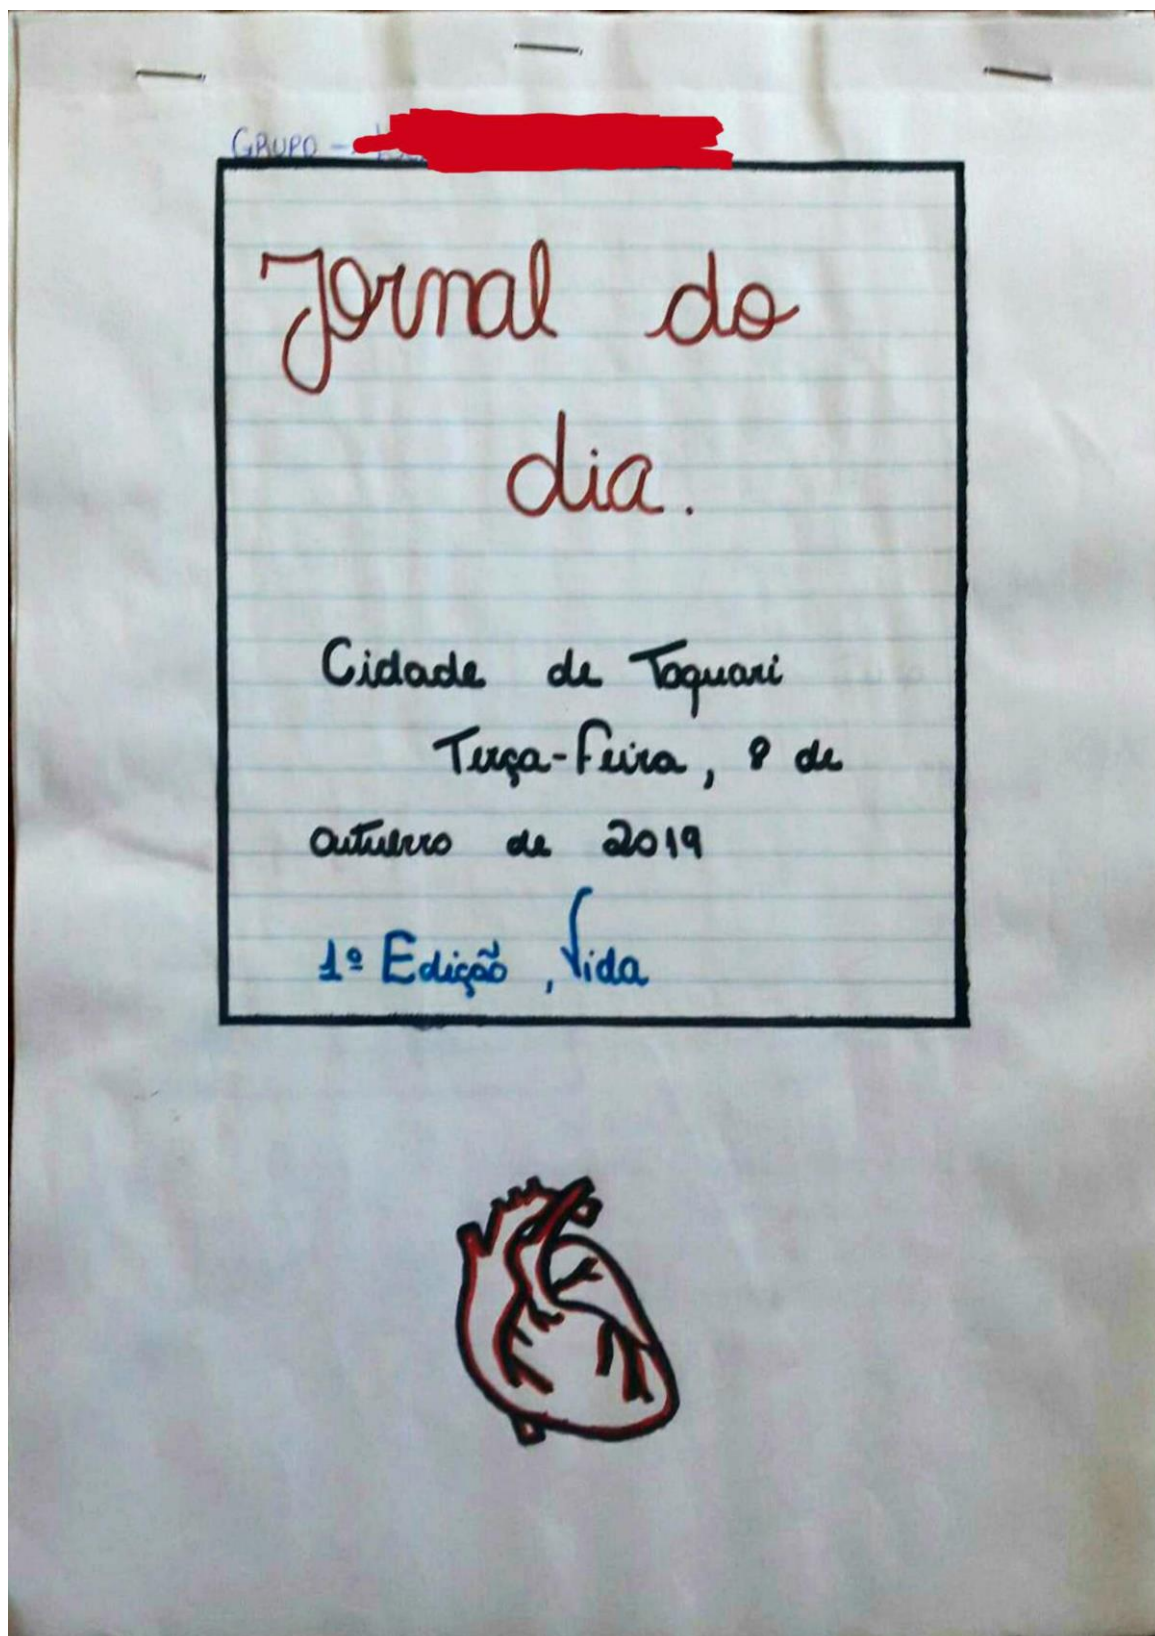 GRUPO -
Jornal do
dia.
Cidade de Taquari
Terça-Feira, 8 de
outubro de 2019
1º Edição, Vida